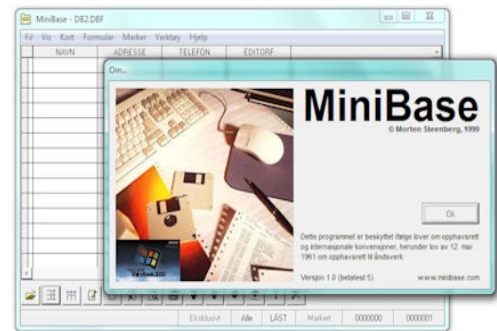 MiniBase - DB2.DBF
Fil Vis Kort Formular Marker Verktøy Hjelp
NAVN ADRESSE TELEFON EDITORF
Om...
MiniBase
© Morten Steenberg, 1999
Ok
Dette programmet er beskyttet ifølge lover om opphavsrett
og internasjonale konvensjoner, herunder lov av 12. mai
1961 om opphavsrett til åndsverk.
Versjon 1.0 (betatest 5) www.minibase.com
Eksklusivt Alle LÅST Markert 0000000 0000001